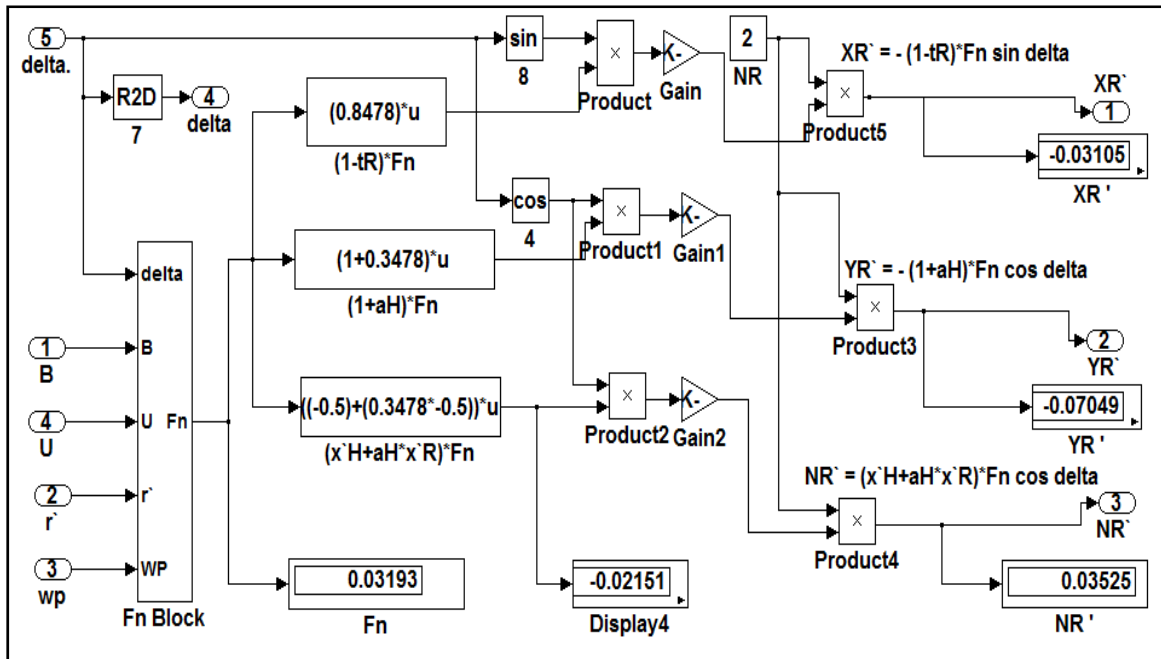 5
delta.
R2D
7
4
delta
sin
8
×
Product
K-
Gain
2
NR
XR` = - (1-tR)*Fn sin delta
×
Product5
XR`
1
-0.03105
XR '
(0.8478)*u
(1-tR)*Fn
cos
4
×
Product1
K-
Gain1
(1+0.3478)*u
(1+aH)*Fn
YR` = - (1+aH)*Fn cos delta
×
Product3
2
YR`
-0.07049
YR '
delta
B
U
Fn
r`
WP
Fn Block
1
B
4
U
2
r`
3
wp
((-0.5)+(0.3478*-0.5))*u
(x`H+aH*x`R)*Fn
×
Product2
K-
Gain2
NR` = (x`H+aH*x`R)*Fn cos delta
×
Product4
3
NR`
0.03193
Fn
-0.02151
Display4
0.03525
NR '